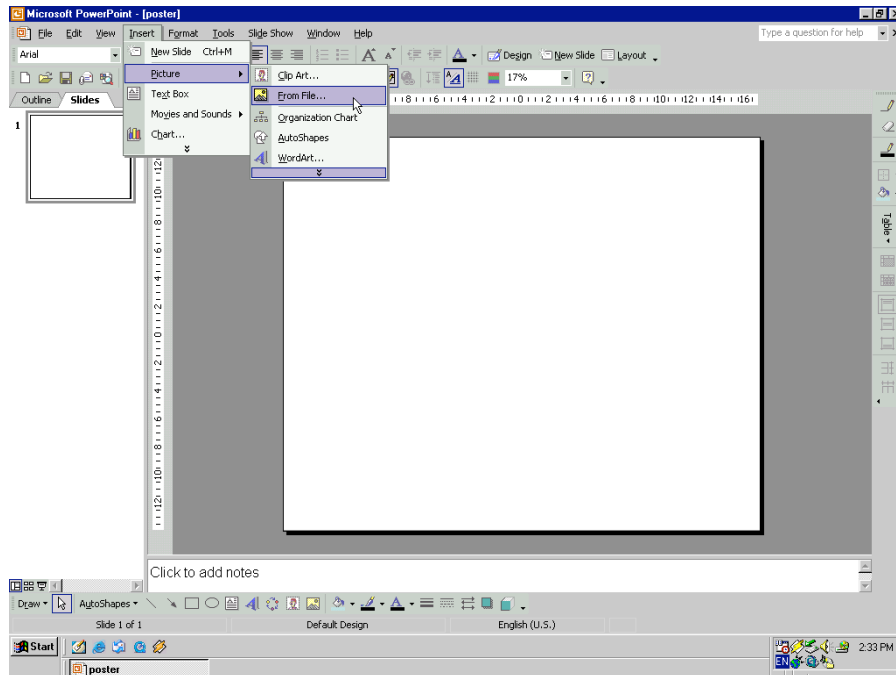 Microsoft PowerPoint - [poster]
File Edit View Insert Format Tools Slide Show Window Help
Type a question for help
Arial
Design New Slide Layout
17%
New Slide Ctrl+M
Picture
Text Box
Movies and Sounds
Chart...
Clip Art...
From File...
Organization Chart
AutoShapes
WordArt...
Outline Slides
1
Table
Click to add notes
Draw AutoShapes
Slide 1 of 1 Default Design English (U.S.)
Start
EN
2:33 PM
poster